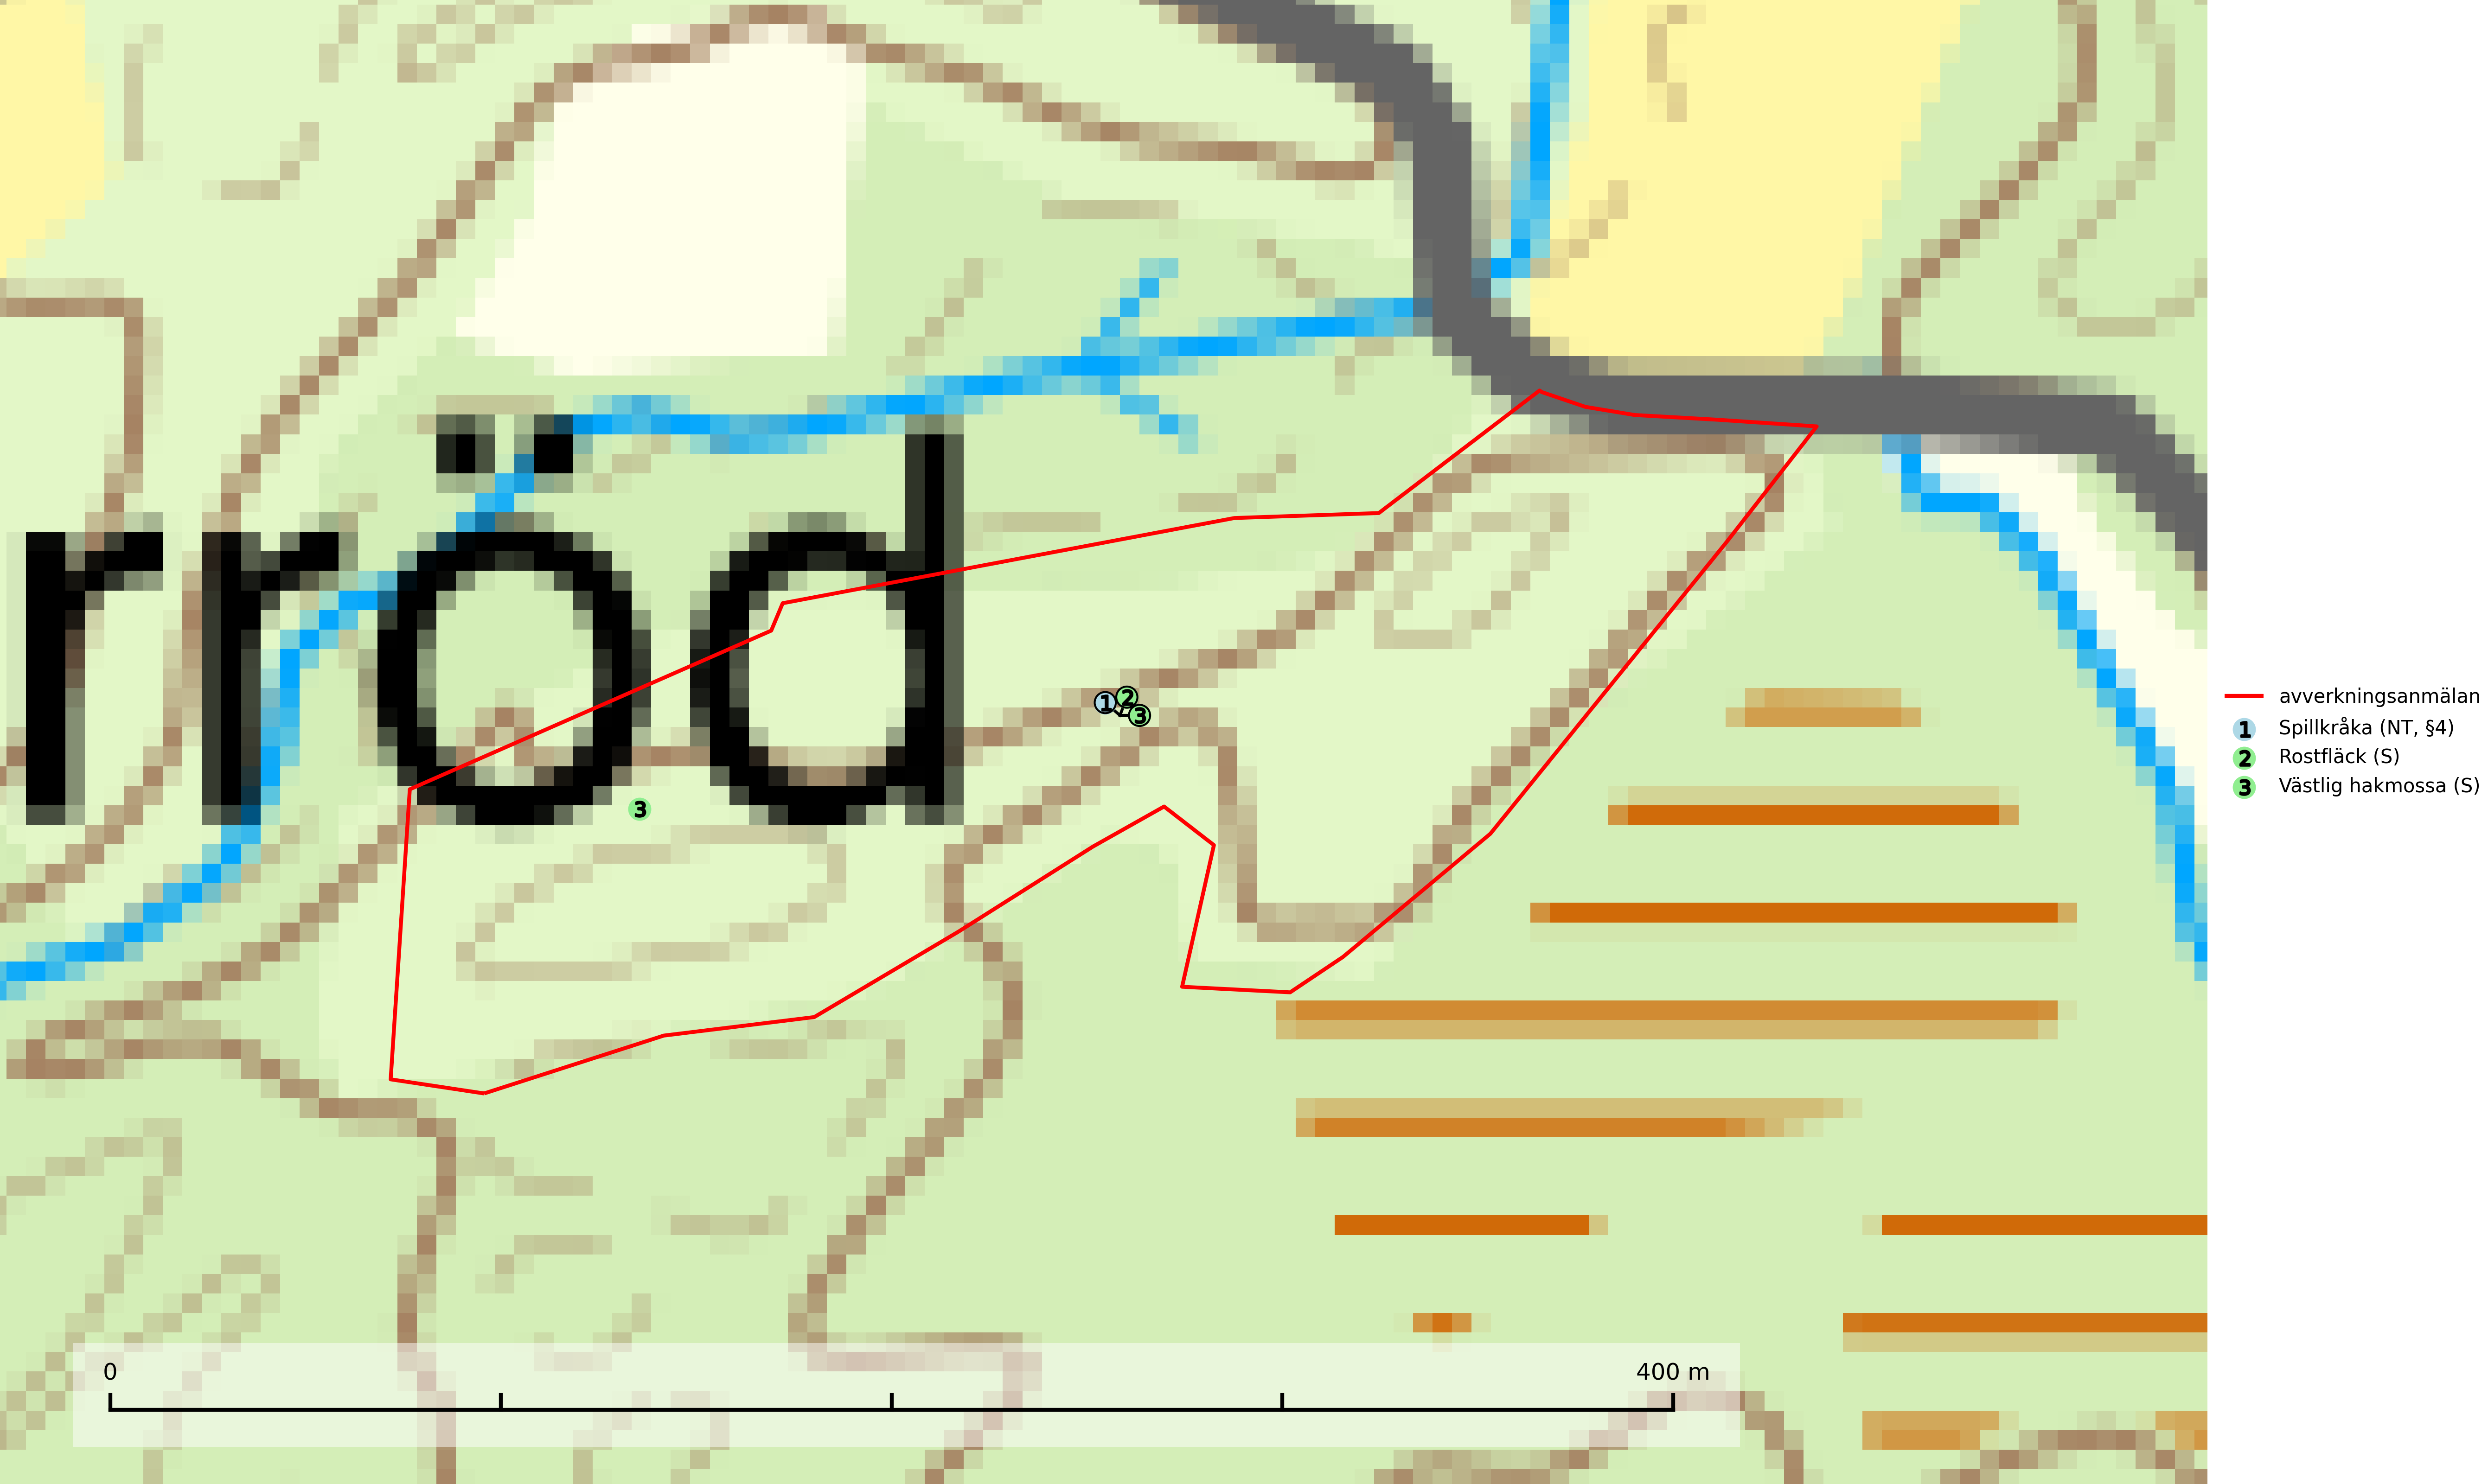 rröd
1
2
3
3
avverkningsanmälan
1 Spillkråka (NT, §4)
2 Rostfläck (S)
3 Västlig hakmossa (S)
0 400 m